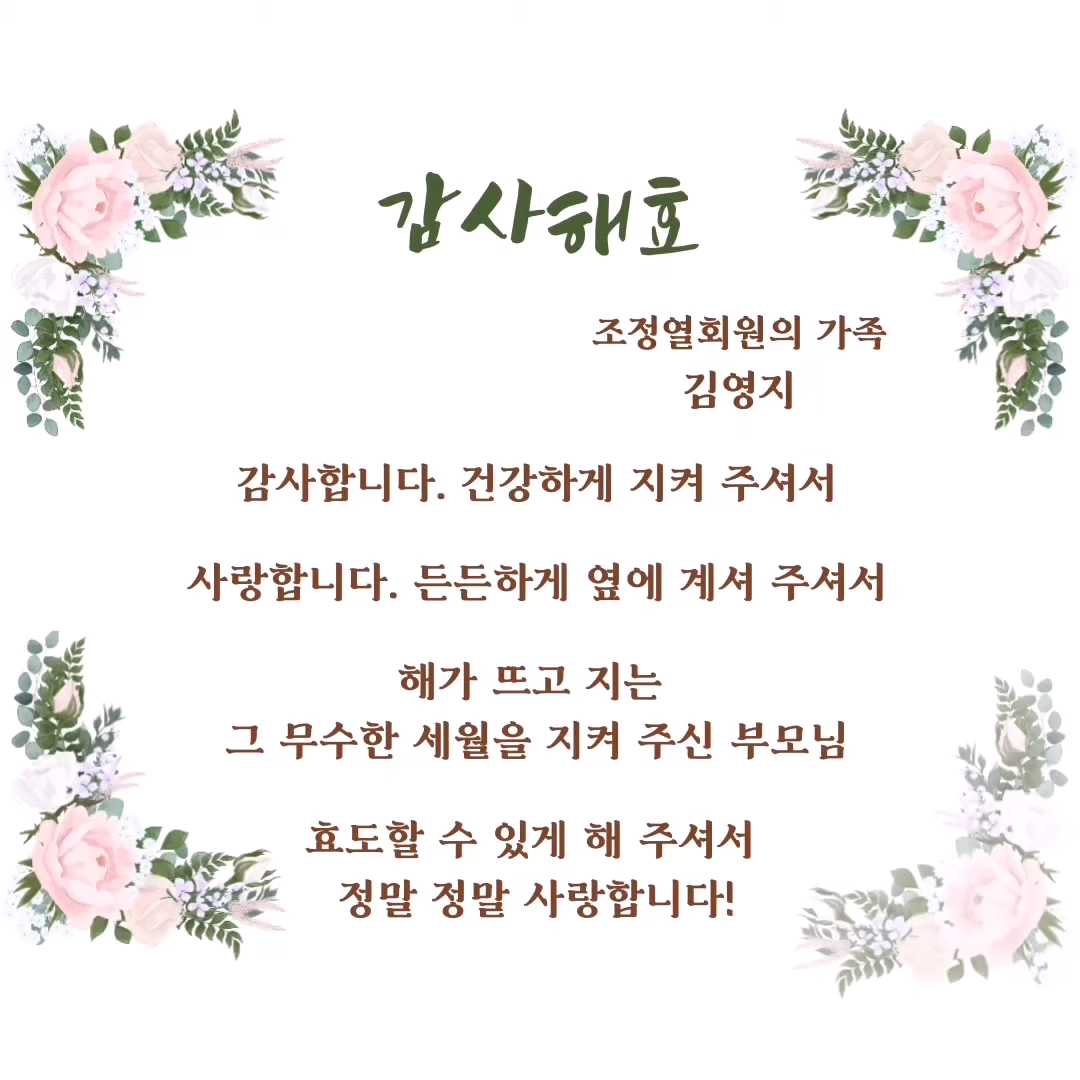 감사해효
조정열회원의 가족
김영지
감사합니다. 건강하게 지켜 주셔서
사랑합니다. 든든하게 옆에 계셔 주셔서
해가 뜨고 지는
그 무수한 세월을 지켜 주신 부모님
효도할 수 있게 해 주셔서
정말 정말 사랑합니다!